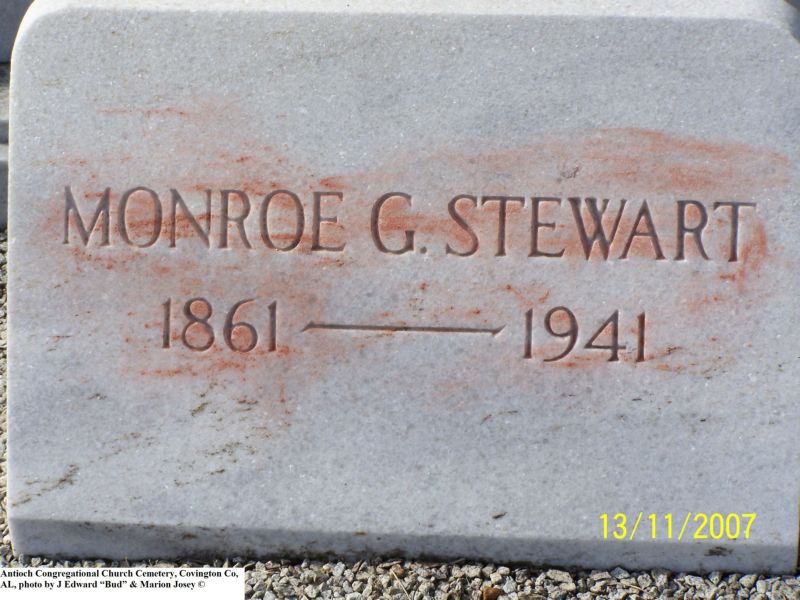 MONROE G. STEWART
1861 — 1941
13/11/2007
Antioch Congregational Church Cemetery, Covington Co,
AL, photo by J Edward “Bud” & Marion Josey ©